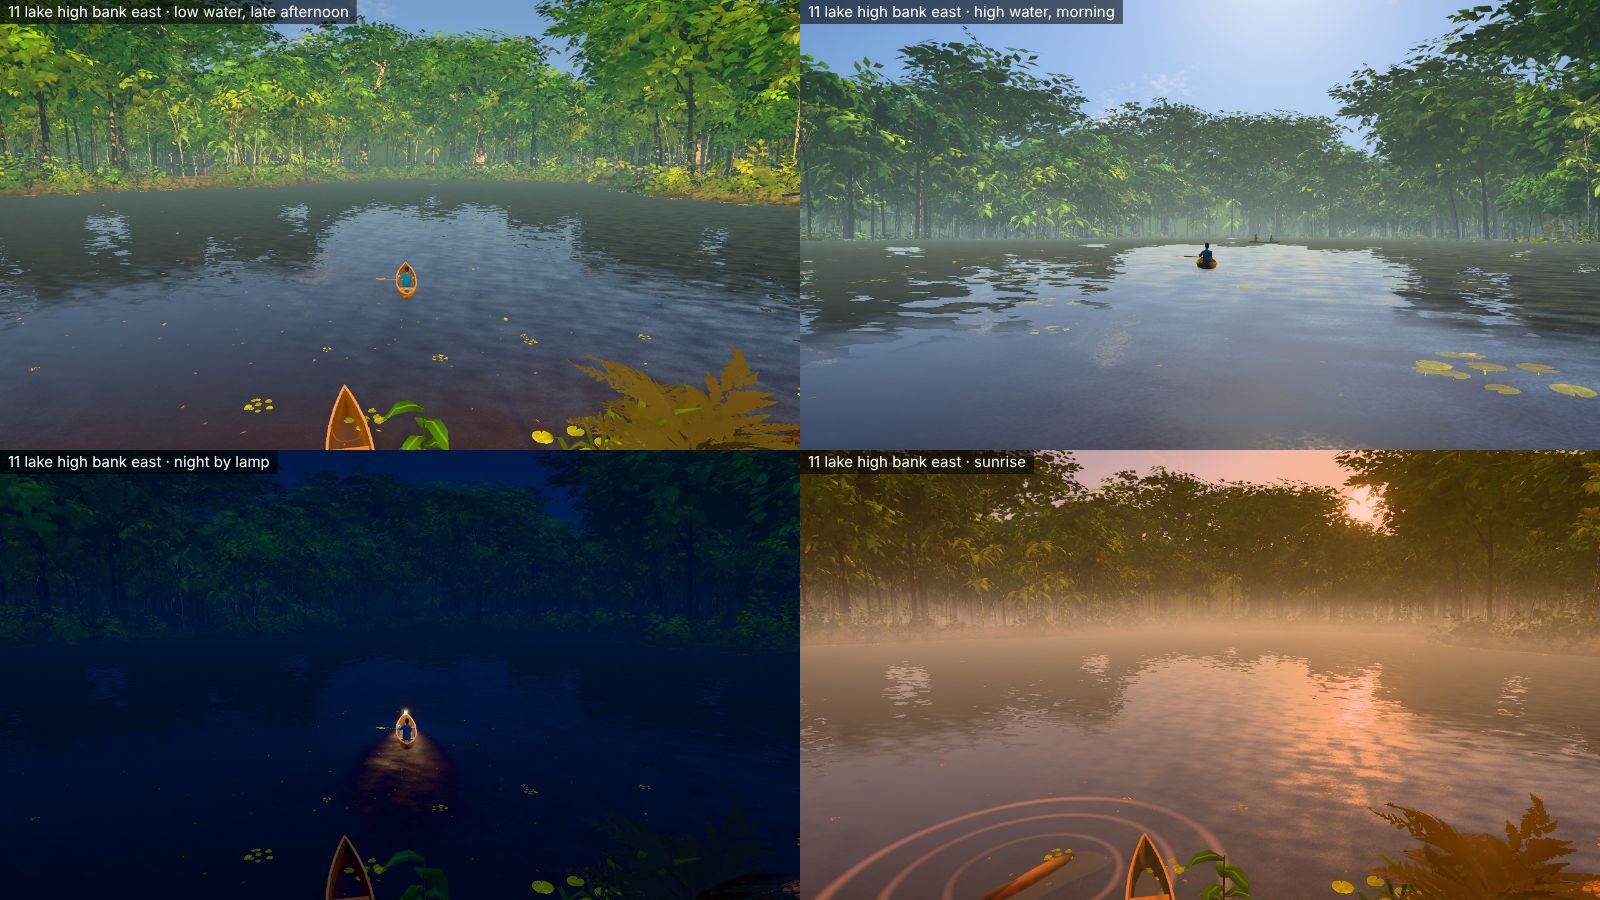 11 lake high bank east · low water, late afternoon
11 lake high bank east · high water, morning
11 lake high bank east · night by lamp
11 lake high bank east · sunrise